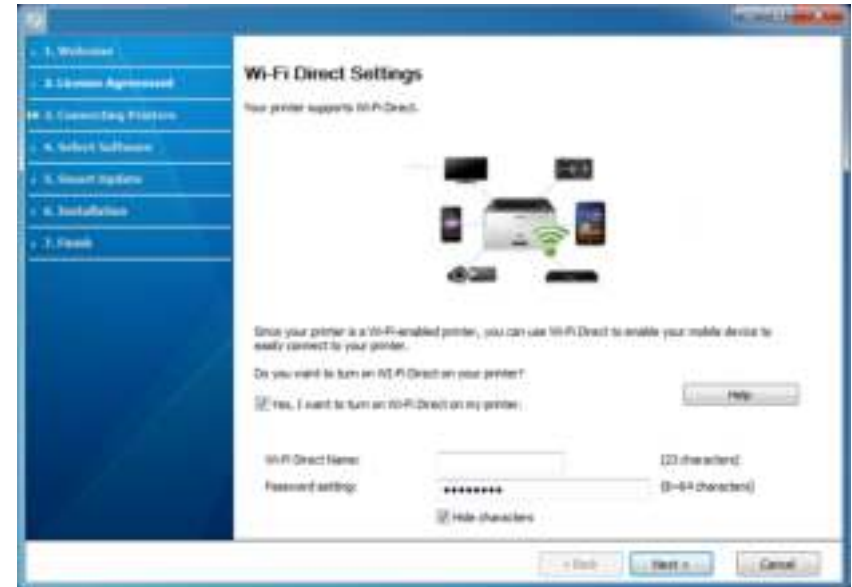 1. Welcome
2. License Agreement
3. Connecting Printers
4. Select Software
5. Smart Update
6. Installation
7. Finish
Wi-Fi Direct Settings
Your printer supports Wi-Fi Direct.
Since your printer is a Wi-Fi-enabled printer, you can use Wi-Fi Direct to enable your mobile device to
easily connect to your printer.
Do you want to turn on Wi-Fi Direct on your printer?
Yes, I want to turn on Wi-Fi Direct on my printer.
Help
Wi-Fi Direct Name:
(23 characters)
Password setting:
••••••••
(8~64 characters)
Hide characters
< Back
Next >
Cancel